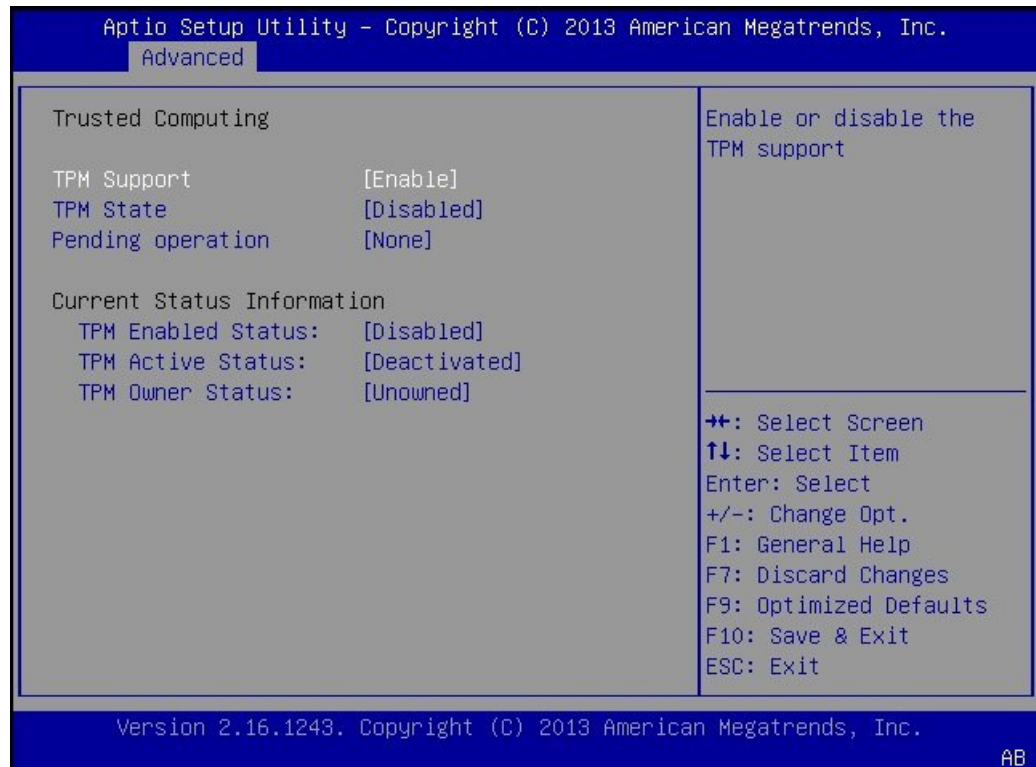 Aptio Setup Utility – Copyright (C) 2013 American Megatrends, Inc.
Advanced
Trusted Computing
TPM Support [Enable]
TPM State [Disabled]
Pending operation [None]
Current Status Information
TPM Enabled Status: [Disabled]
TPM Active Status: [Deactivated]
TPM Owner Status: [Unowned]
Enable or disable the
TPM support
→←: Select Screen
↑↓: Select Item
Enter: Select
+/-: Change Opt.
F1: General Help
F7: Discard Changes
F9: Optimized Defaults
F10: Save & Exit
ESC: Exit
Version 2.16.1243. Copyright (C) 2013 American Megatrends, Inc.
AB